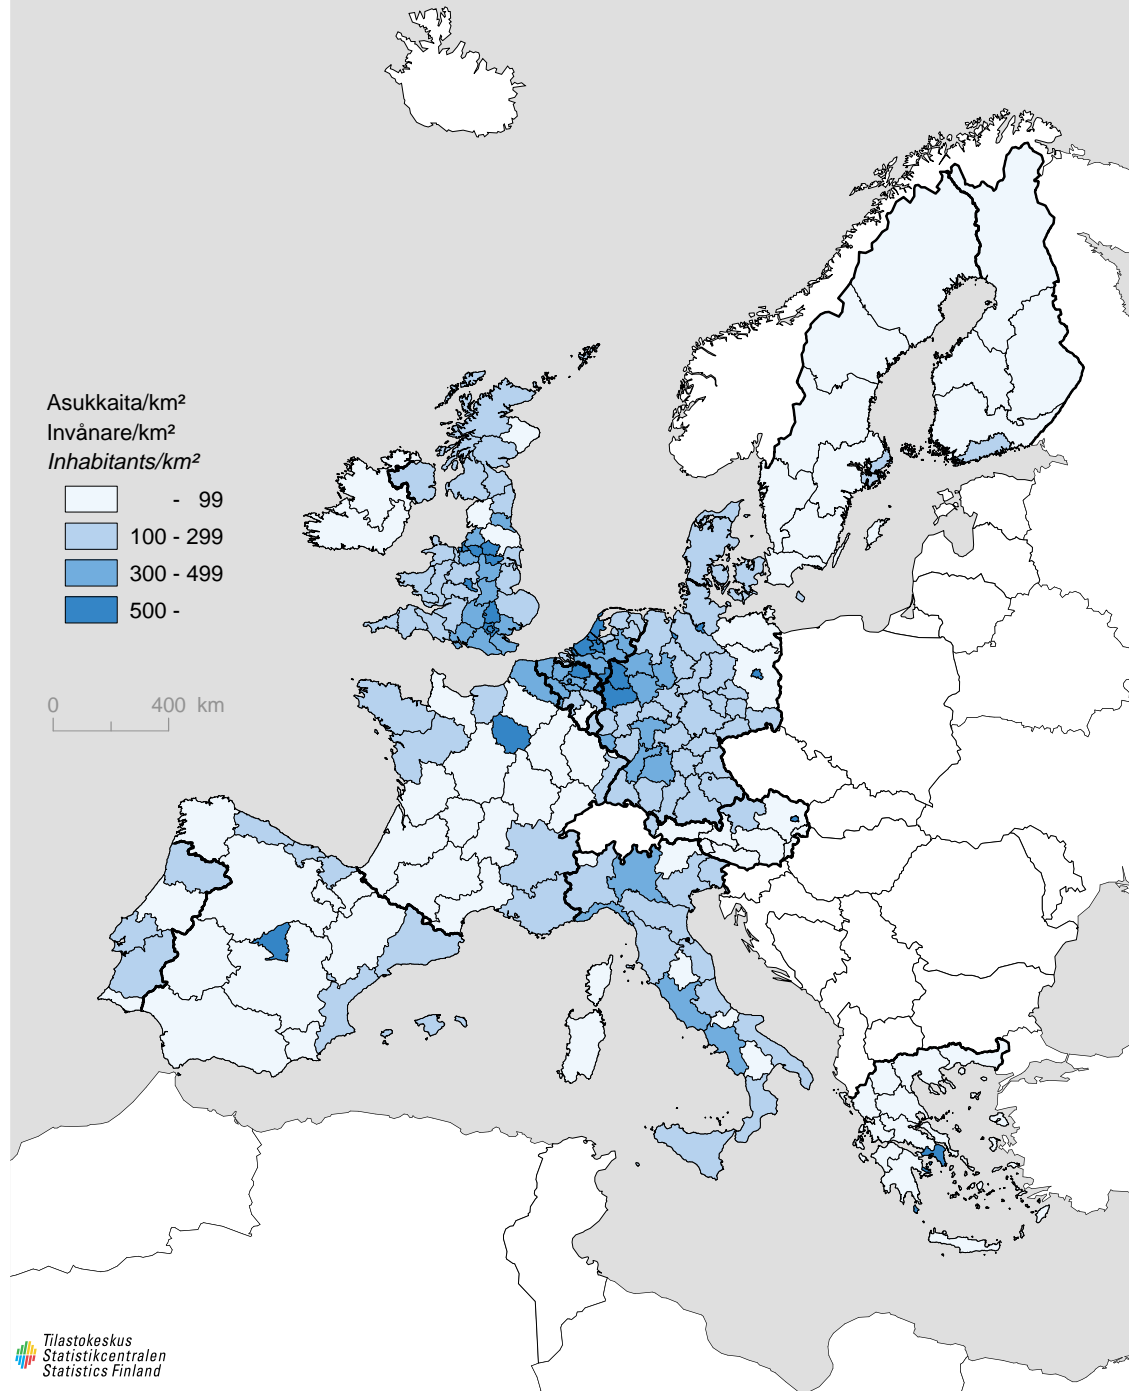 Asukkaita/km²
Invånare/km²
Inhabitants/km²
- 99
100 - 299
300 - 499
500 -
0 400 km
Tilastokeskus
Statistikcentralen
Statistics Finland